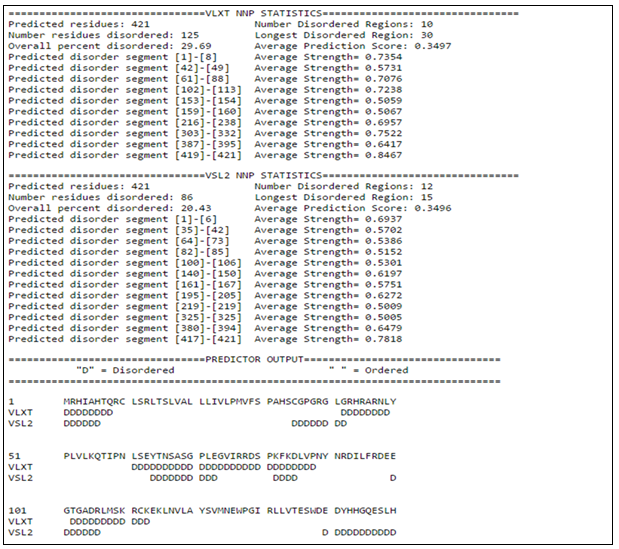 ================================VLXT NNP STATISTICS================================
Predicted residues: 421 Number Disordered Regions: 10
Number residues disordered: 125 Longest Disordered Region: 30
Overall percent disordered: 29.69 Average Prediction Score: 0.3497
Predicted disorder segment [1]-[8] Average Strength= 0.7354
Predicted disorder segment [42]-[49] Average Strength= 0.5731
Predicted disorder segment [61]-[88] Average Strength= 0.7076
Predicted disorder segment [102]-[113] Average Strength= 0.7238
Predicted disorder segment [153]-[154] Average Strength= 0.5059
Predicted disorder segment [159]-[160] Average Strength= 0.5067
Predicted disorder segment [216]-[238] Average Strength= 0.6957
Predicted disorder segment [303]-[332] Average Strength= 0.7522
Predicted disorder segment [387]-[395] Average Strength= 0.6417
Predicted disorder segment [419]-[421] Average Strength= 0.8467
================================VSL2 NNP STATISTICS================================
Predicted residues: 421 Number Disordered Regions: 12
Number residues disordered: 86 Longest Disordered Region: 15
Overall percent disordered: 20.43 Average Prediction Score: 0.3496
Predicted disorder segment [1]-[6] Average Strength= 0.6937
Predicted disorder segment [35]-[42] Average Strength= 0.5702
Predicted disorder segment [64]-[73] Average Strength= 0.5386
Predicted disorder segment [82]-[85] Average Strength= 0.5152
Predicted disorder segment [100]-[106] Average Strength= 0.5301
Predicted disorder segment [140]-[150] Average Strength= 0.6197
Predicted disorder segment [161]-[167] Average Strength= 0.5751
Predicted disorder segment [195]-[205] Average Strength= 0.6272
Predicted disorder segment [219]-[219] Average Strength= 0.5009
Predicted disorder segment [325]-[325] Average Strength= 0.5005
Predicted disorder segment [380]-[394] Average Strength= 0.6479
Predicted disorder segment [417]-[421] Average Strength= 0.7818
================================PREDICTOR OUTPUT================================
"D" = Disordered " " = Ordered
================================================================================
1 MRHIAHTQRC LSRLTSLVAL LLIVLPMVFS PAHSCGPGRG LGRHRARNLY
VLXT DDDDDDDD DDDDDDDD
VSL2 DDDDDD DDDDDD DD
51 PLVLKQTIPN LSEYTNSASG PLEGVIRRDS PKFKDLVPNY NRDILFRDEE
VLXT DDDDDDDDDD DDDDDDDDDD DDDDDDDD
VSL2 DDDDDDD DDD DDDD D
101 GTGADRLMSK RCKEKLNVLA YSVMNEWPGI RLLVTESWDE DYHHGQESLH
VLXT DDDDDDDDD DDD
VSL2 DDDDDD D DDDDDDDDDD